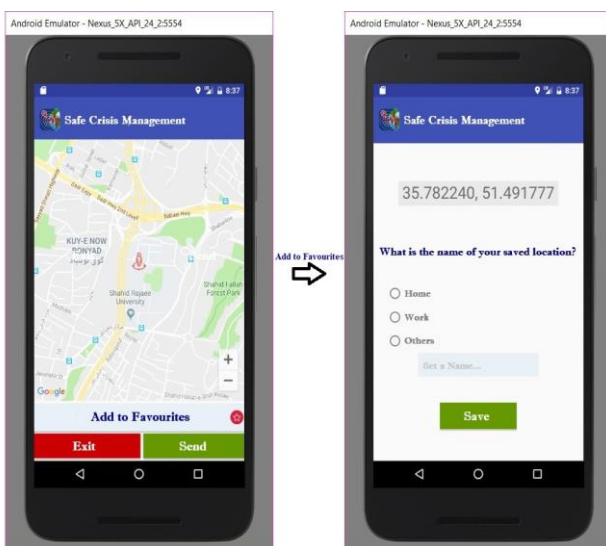 Android Emulator - Nexus_5X_API_24_2:5554
8:37
Safe Crisis Management
KUY-E NOW
BONYAD
کوی نوبنیاد
Shahid Rajaee
University
Shahid Fallahi
Forest Park
+
−
Google
Add to Favourites
Exit
Send
Add to Favourites
Android Emulator - Nexus_5X_API_24_2:5554
8:37
Safe Crisis Management
35.782240, 51.491777
What is the name of your saved location?
Home
Work
Others
Set a Name...
Save